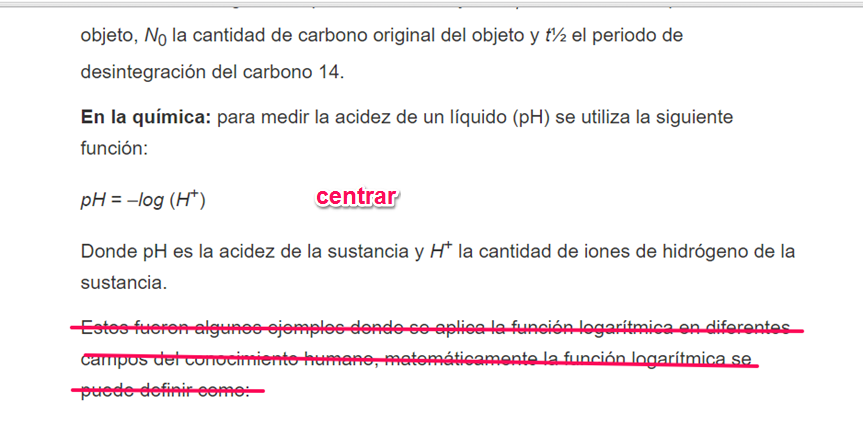 objeto, N0 la cantidad de carbono original del objeto y t½ el periodo de
desintegración del carbono 14.
En la química: para medir la acidez de un líquido (pH) se utiliza la siguiente
función:
pH = –log (H+) centrar
Donde pH es la acidez de la sustancia y H+ la cantidad de iones de hidrógeno de la
sustancia.
Estos fueron algunos ejemplos donde se aplica la función logarítmica en diferentes
campos del conocimiento humano, matemáticamente la función logarítmica se
puede definir como: